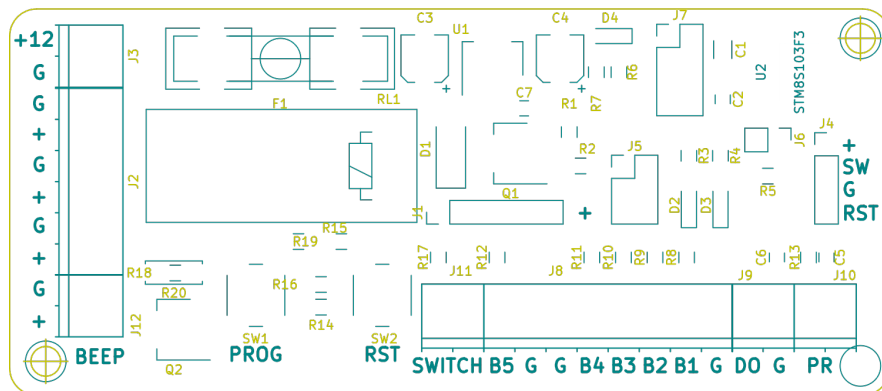 C3 U1 C4 D4 J7
+12 J3 C1
G R6 U2 STM8S103F3
RL1 + C7 + R7 C2
G F1 R1
+ D1 J6 J4
G R2 J5 R3 R4 +
SW
J2 R5 G
+ Q1 D2 D3
G J1 + RST
R15
R19
+ R17 R12 R11 R10 R9 R8 C6 R13 C5
R18 J11 J8 J9 J10
G R20 R16
+ J12 R14
SW1 SW2
BEEP PROG RST
Q2 SWITCH B5 G G B4 B3 B2 B1 G DO G PR